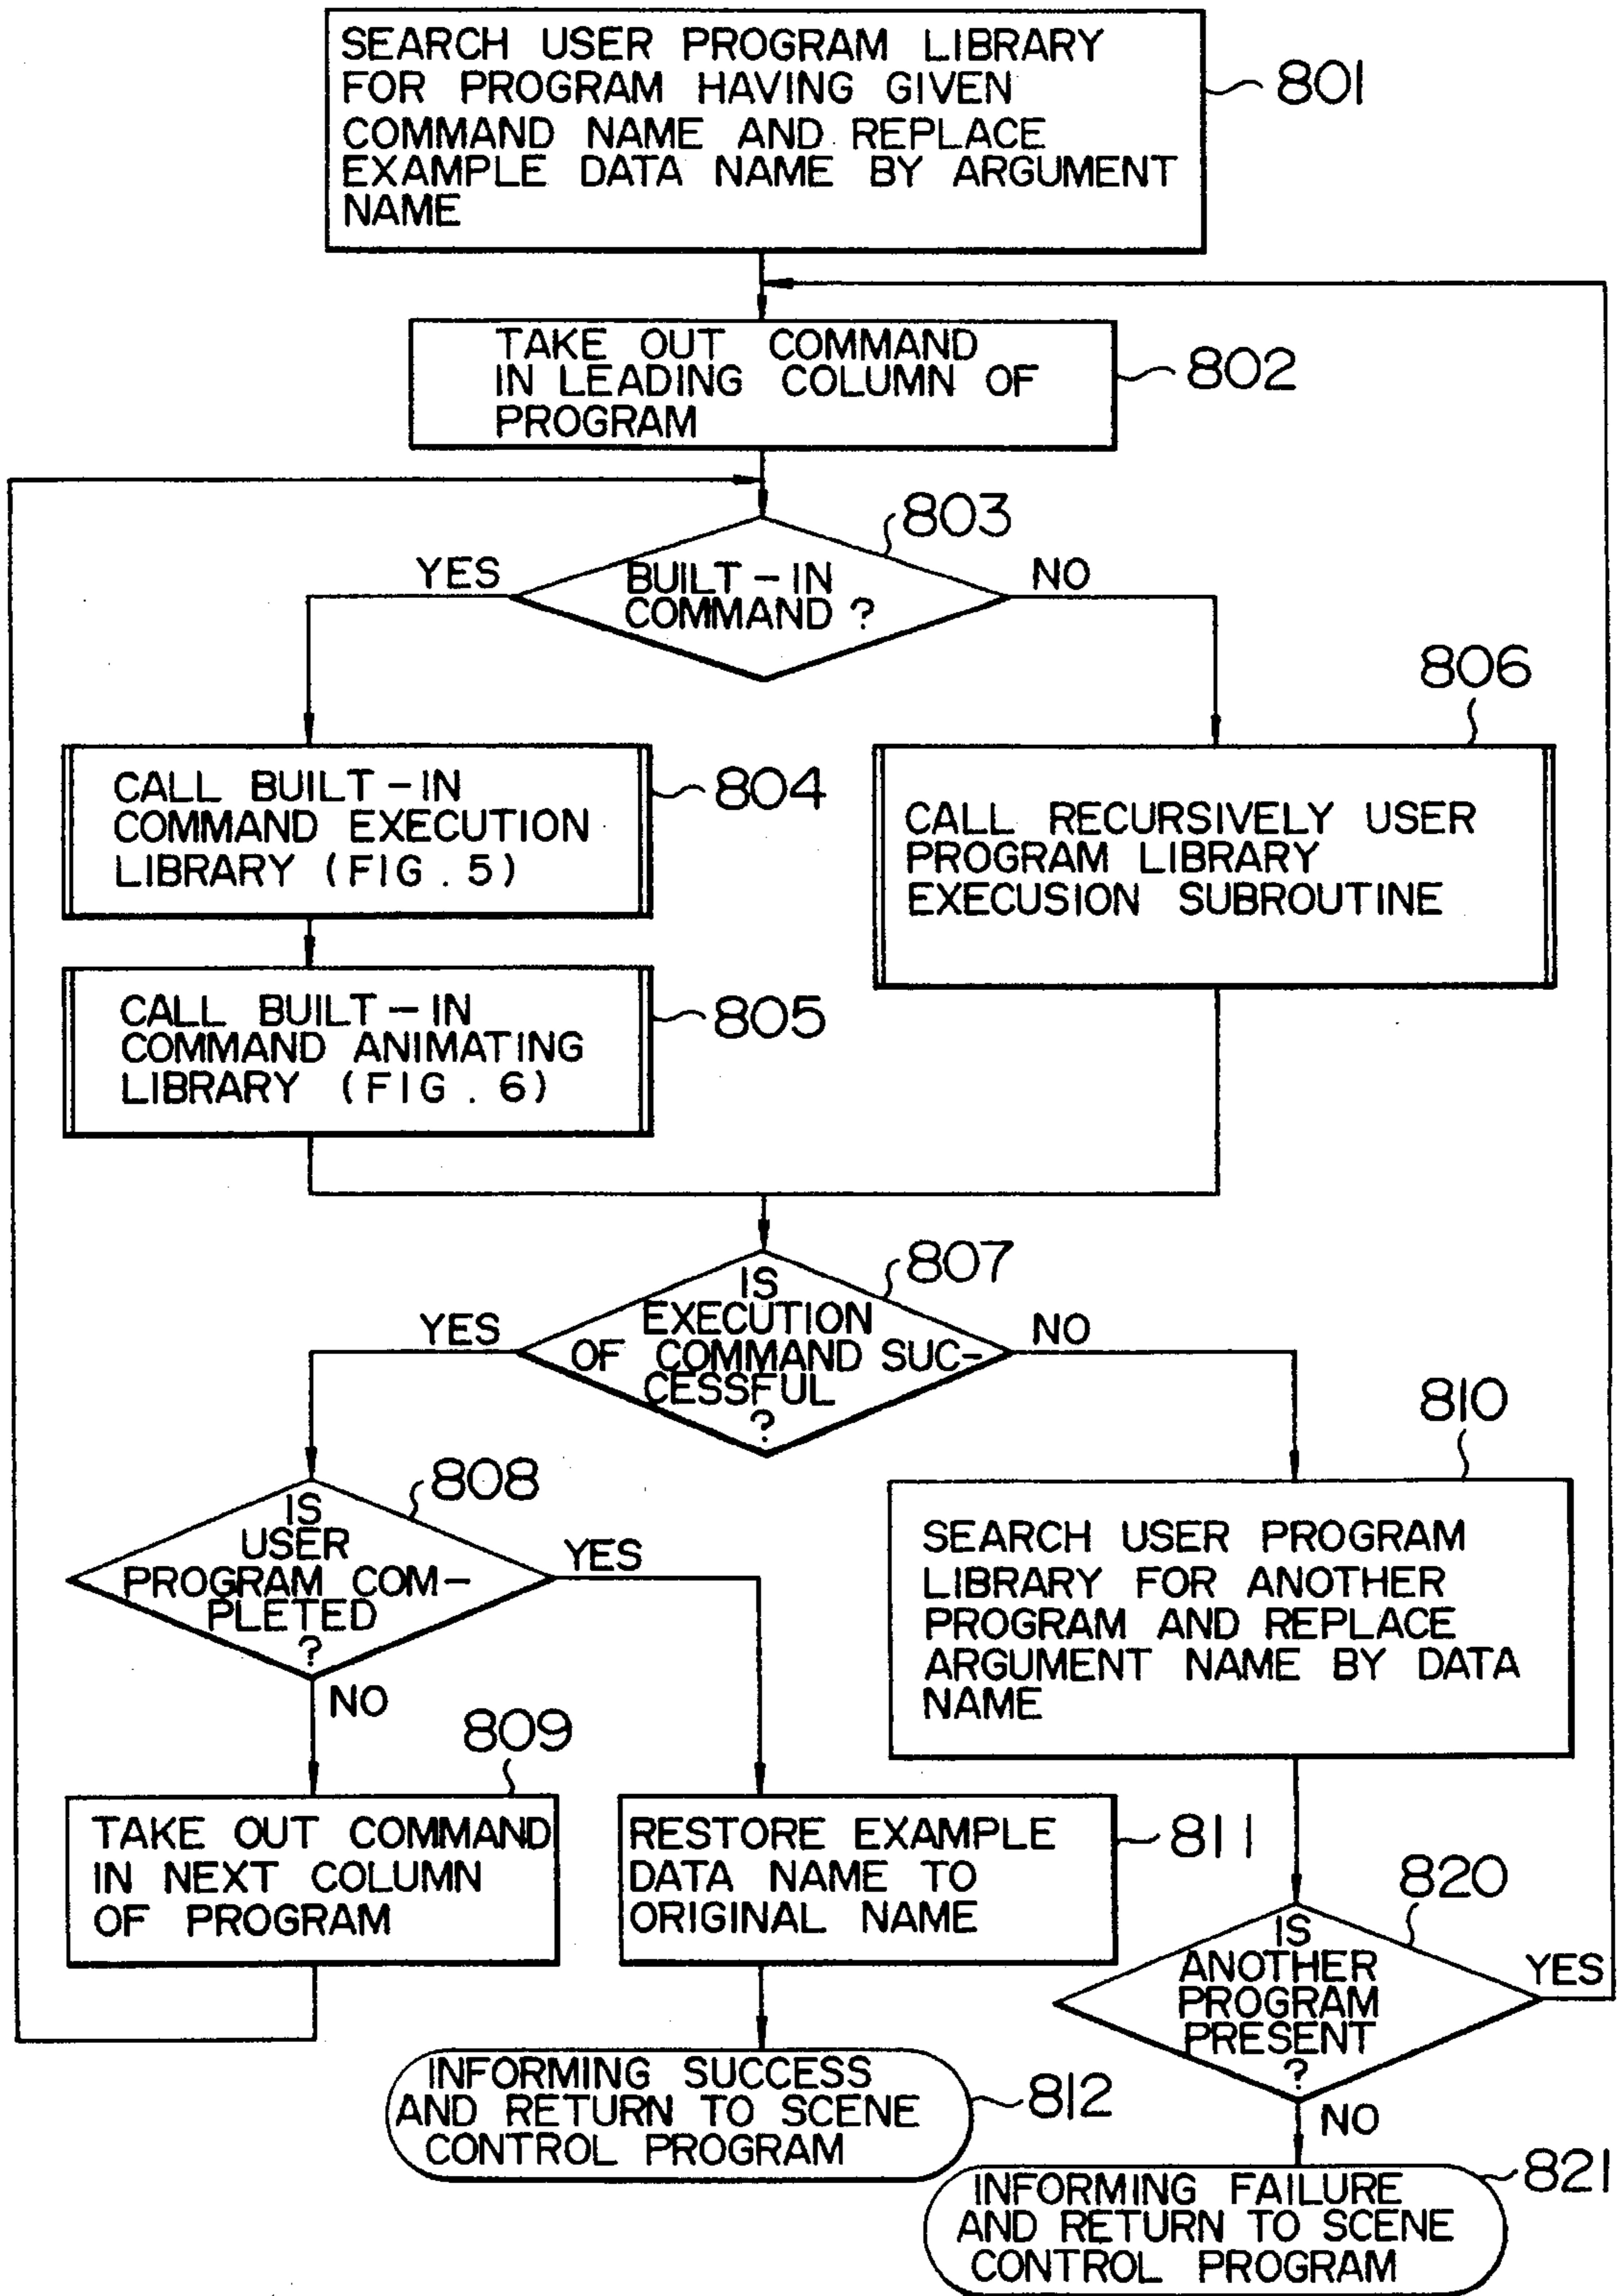 SEARCH USER PROGRAM LIBRARY
FOR PROGRAM HAVING GIVEN
COMMAND NAME AND REPLACE
EXAMPLE DATA NAME BY ARGUMENT
NAME
801
TAKE OUT COMMAND
IN LEADING COLUMN OF
PROGRAM
802
803
YES
BUILT-IN
COMMAND ?
NO
806
CALL BUILT-IN
COMMAND EXECUTION
LIBRARY (FIG. 5)
804
CALL RECURSIVELY USER
PROGRAM LIBRARY
EXECUSION SUBROUTINE
CALL BUILT-IN
COMMAND ANIMATING
LIBRARY (FIG. 6)
805
807
YES
IS
EXECUTION
OF COMMAND SUC-
CESSFUL
?
NO
810
808
IS
USER
PROGRAM COM-
PLETED
?
YES
NO
SEARCH USER PROGRAM
LIBRARY FOR ANOTHER
PROGRAM AND REPLACE
ARGUMENT NAME BY DATA
NAME
809
TAKE OUT COMMAND
IN NEXT COLUMN
OF PROGRAM
RESTORE EXAMPLE
DATA NAME TO
ORIGINAL NAME
811
820
IS
ANOTHER
PROGRAM
PRESENT
?
YES
NO
INFORMING SUCCESS
AND RETURN TO SCENE
CONTROL PROGRAM
812
INFORMING FAILURE
AND RETURN TO SCENE
CONTROL PROGRAM
821